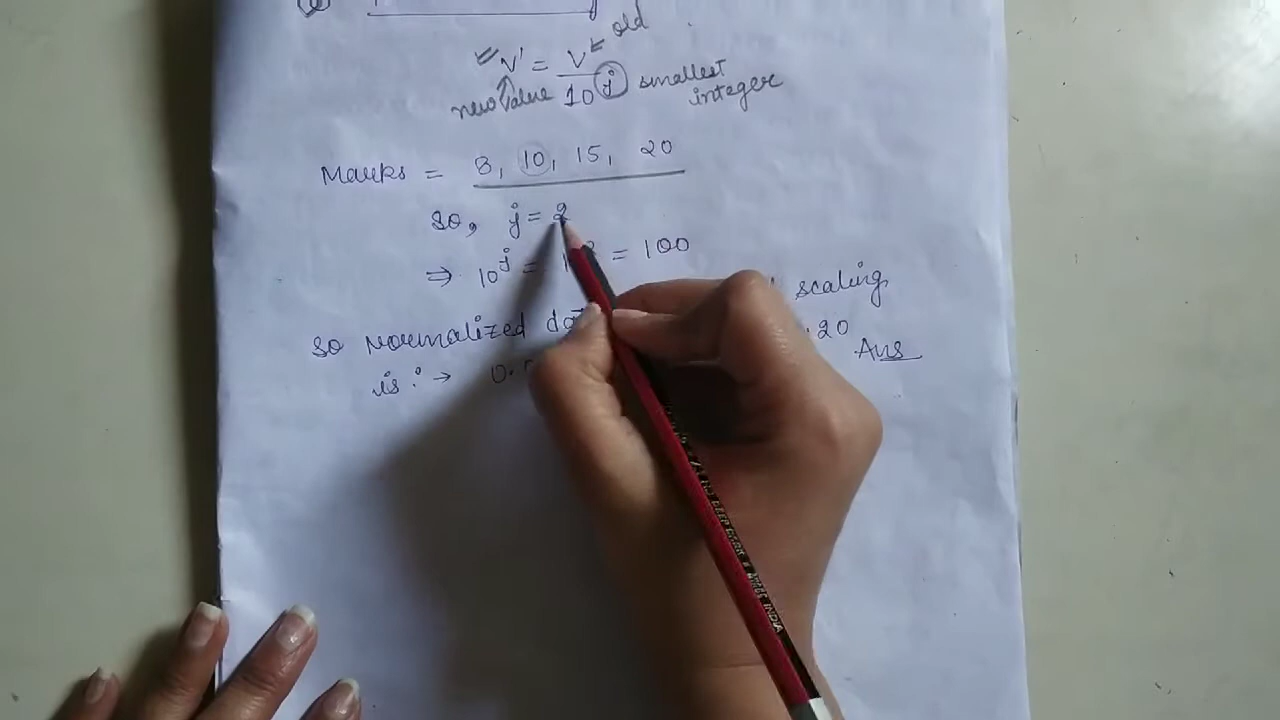 V' = V / 10^j old
new value smallest integer
Marks = 8, 10, 15, 20
so, j = 2
⇒ 10^j = = 100
scaling
so normalized , 20 Ans
is : → 0.